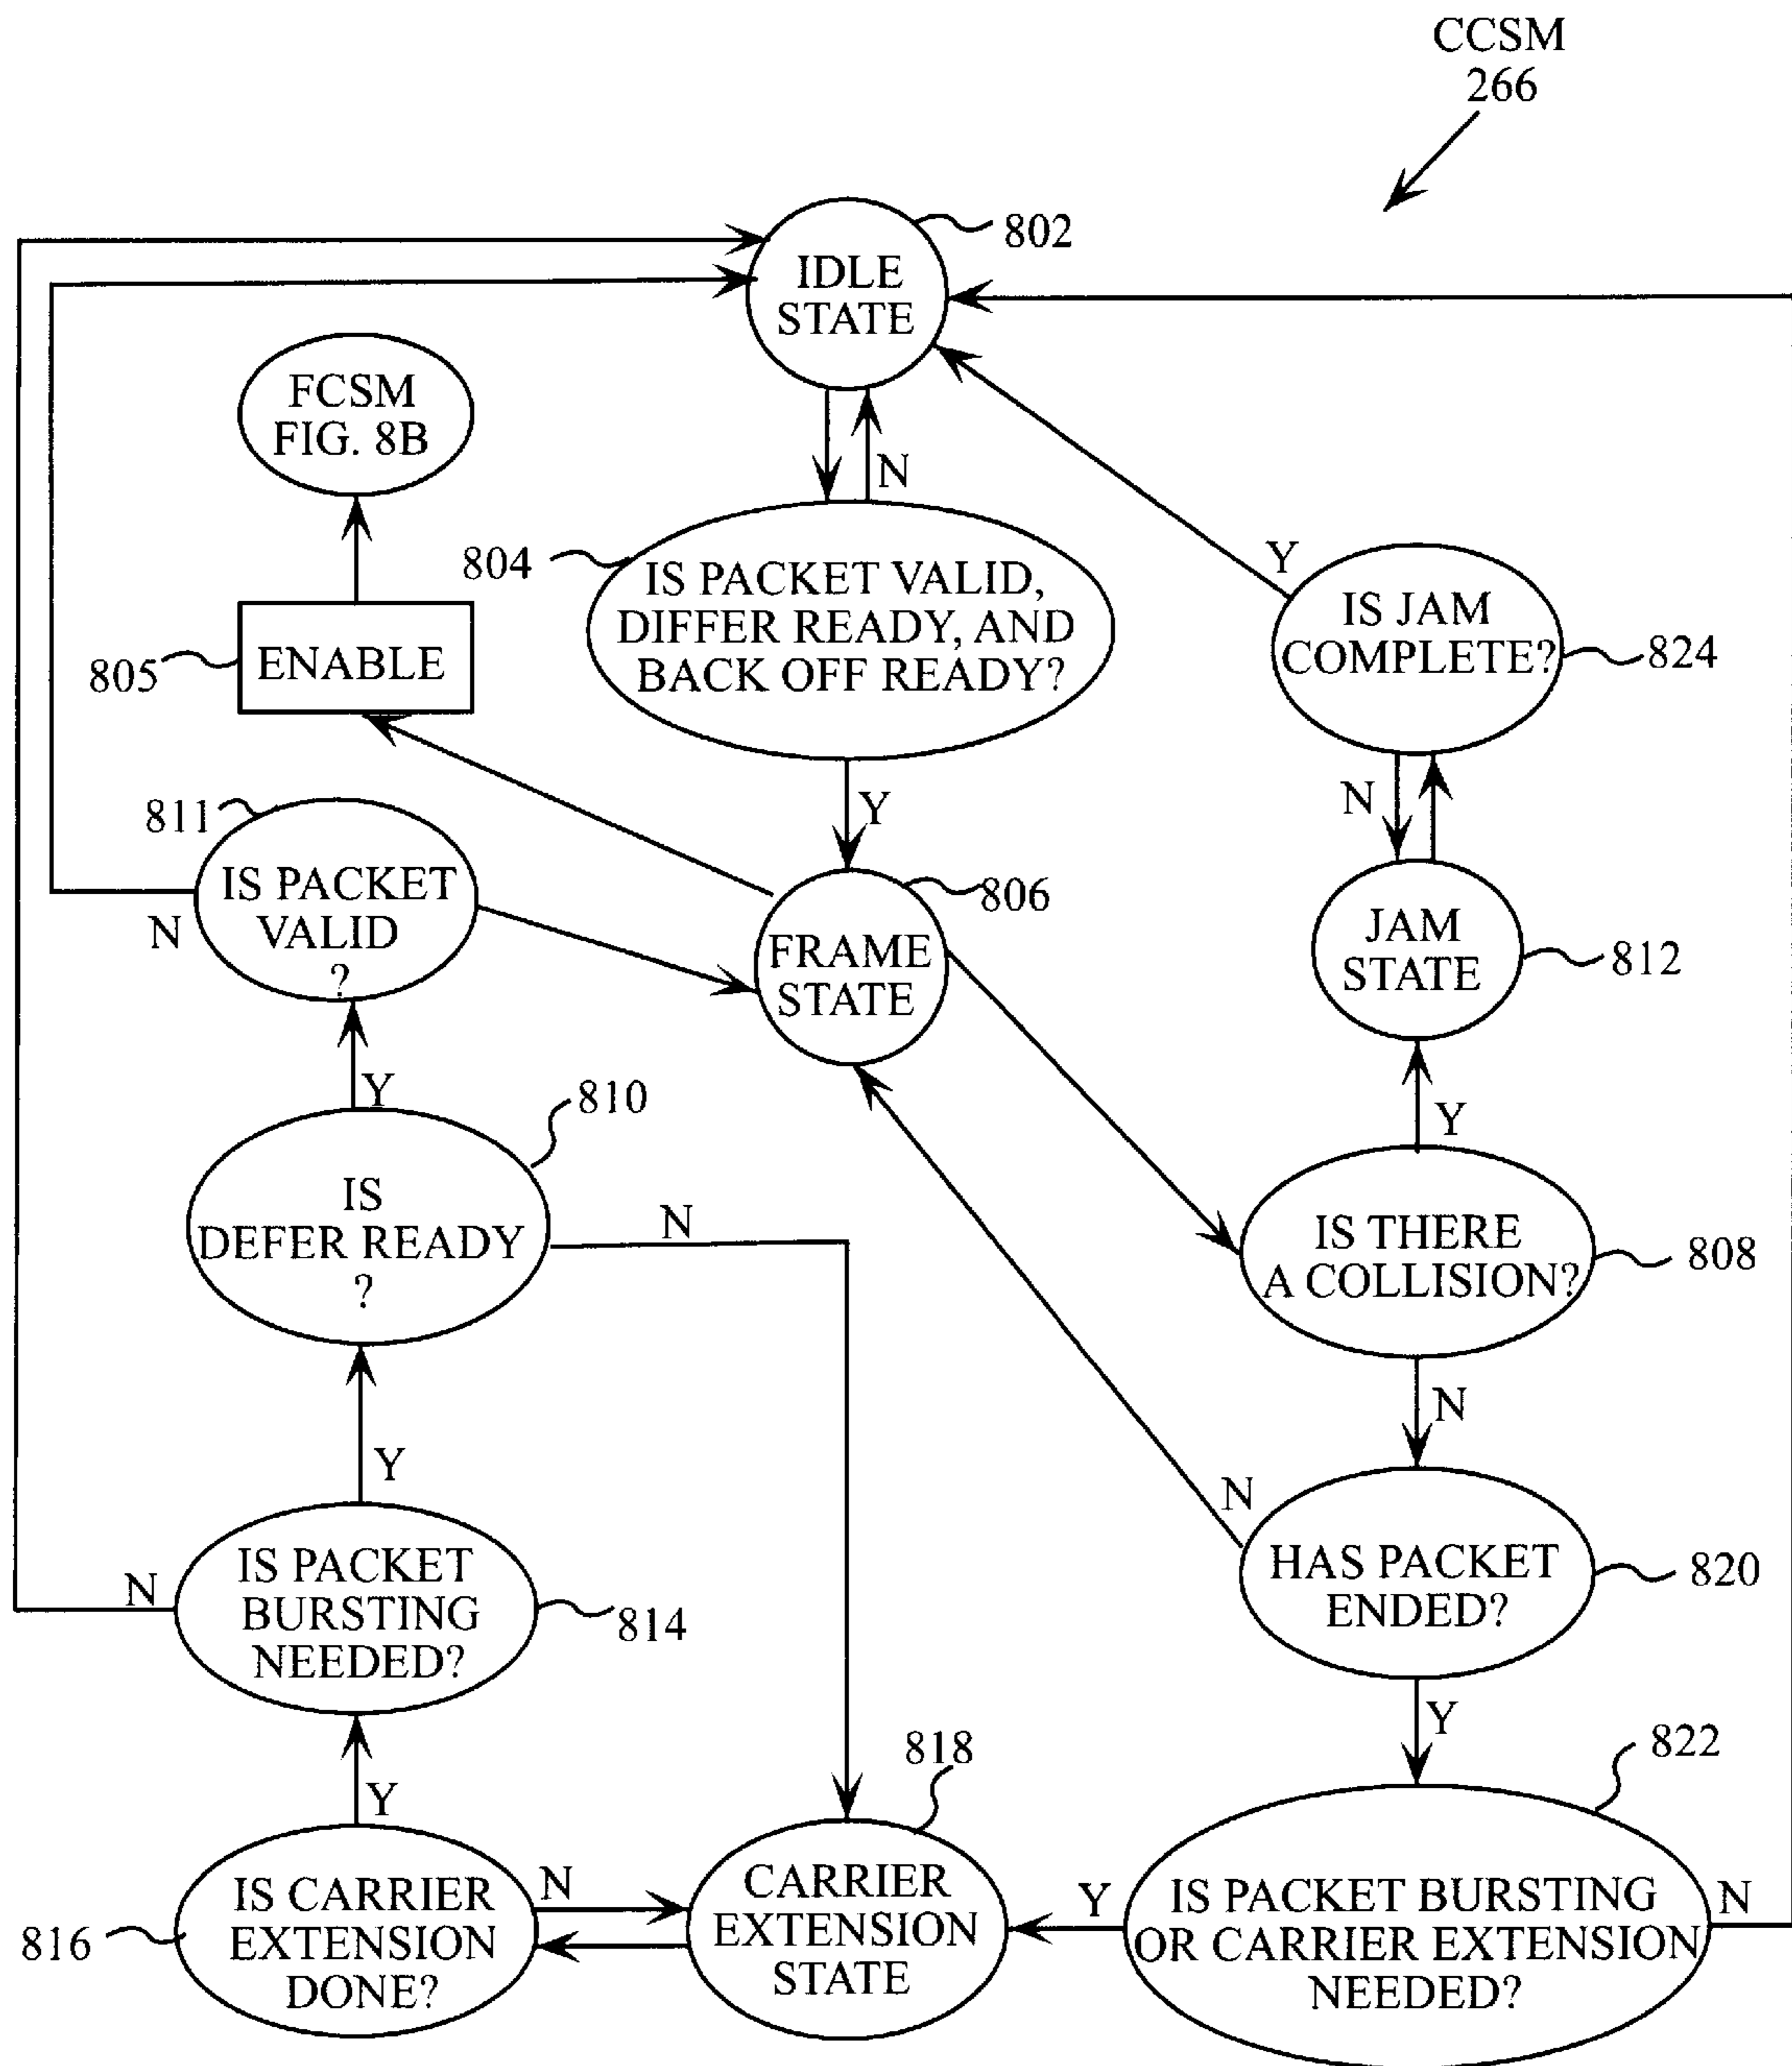 CCSM
266
802
IDLE
STATE
FCSM
FIG. 8B
N
804
IS PACKET VALID,
DIFFER READY, AND
BACK OFF READY?
Y
IS JAM
COMPLETE?
824
805
ENABLE
N
Y
811
IS PACKET
VALID
?
N
806
FRAME
STATE
JAM
STATE
812
Y
810
Y
IS
DEFER READY
?
N
IS THERE
A COLLISION?
808
N
Y
N
HAS PACKET
ENDED?
820
N
IS PACKET
BURSTING
NEEDED?
814
Y
818
822
Y
IS CARRIER
EXTENSION
DONE?
816
N
CARRIER
EXTENSION
STATE
Y
IS PACKET BURSTING
OR CARRIER EXTENSION
NEEDED?
N